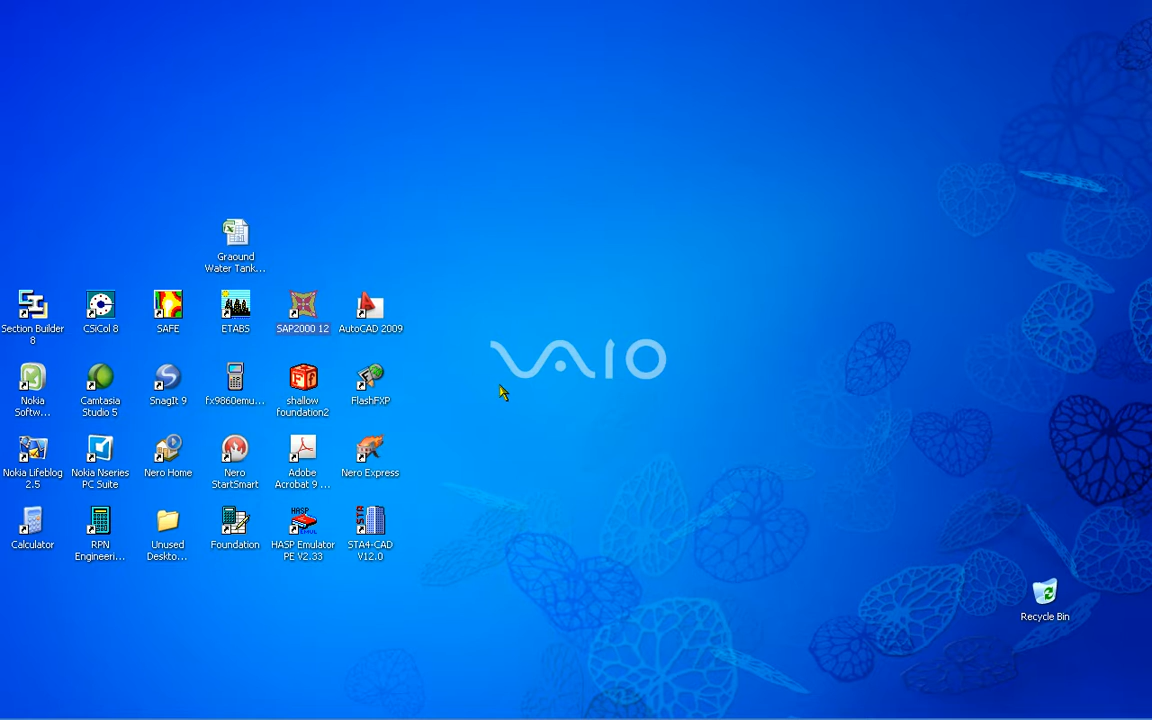 Graound
Water Tank...
Section Builder
8
CSiCol 8
SAFE
ETABS
SAP2000 12
AutoCAD 2009
VAIO
Nokia
Softw...
Camtasia
Studio 5
SnagIt 9
fx9860emu...
shallow
foundation2
FlashFXP
Nokia Lifeblog
2.5
Nokia Nseries
PC Suite
Nero Home
Nero
StartSmart
Adobe
Acrobat 9 ...
Nero Express
Calculator
RPN
Engineeri...
Unused
Deskto...
Foundation
HASP
HASP Emulator
PE V2.33
STA
STA4-CAD
V12.0
Recycle Bin